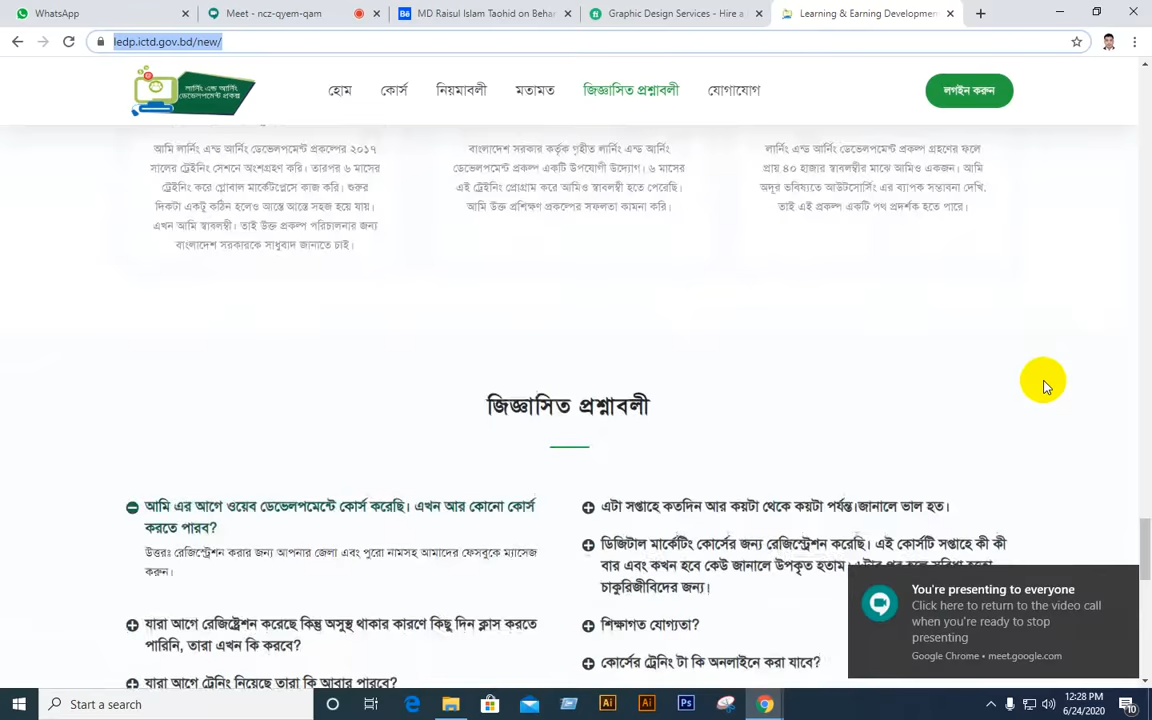 WhatsApp
Meet - ncz-qyem-qam
MD Raisul Islam Taohid on Behan
Graphic Design Services - Hire a
Learning & Earning Developmen
ledp.ictd.gov.bd/new/
লার্নিং এন্ড আর্নিং
ডেভেলপমেন্ট প্রকল্প
হোম
কোর্স
নিয়মাবলী
মতামত
জিজ্ঞাসিত প্রশ্নাবলী
যোগাযোগ
লগইন করুন
আমি লার্নিং এন্ড আর্নিং ডেভেলপমেন্ট প্রকল্পের ২০১৭
সালের ট্রেইনিং সেশনে অংশগ্রহণ করি। তারপর ৬ মাসের
ট্রেইনিং করে গ্লোবাল মার্কেটপ্লেসে কাজ করি। শুরুর
দিকটা একটু কঠিন হলেও আস্তে আস্তে সহজ হয়ে যায়।
এখন আমি স্বাবলম্বী। তাই উক্ত প্রকল্প পরিচালনার জন্য
বাংলাদেশ সরকারকে সাধুবাদ জানাতে চাই।
বাংলাদেশ সরকার কর্তৃক গৃহীত লার্নিং এন্ড আর্নিং
ডেভেলপমেন্ট প্রকল্প একটি উপযোগী উদ্যোগ। ৬ মাসের
এই ট্রেইনিং প্রোগ্রাম করে আমিও স্বাবলম্বী হতে পেরেছি।
আমি উক্ত প্রশিক্ষণ প্রকল্পের সফলতা কামনা করি।
লার্নিং এন্ড আর্নিং ডেভেলপমেন্ট প্রকল্প গ্রহণের ফলে
প্রায় ৪০ হাজার স্বাবলম্বীর মাঝে আমিও একজন। আমি
অদূর ভবিষ্যতে আউটসোর্সিং এর ব্যাপক সম্ভাবনা দেখি,
তাই এই প্রকল্প একটি পথ প্রদর্শক হতে পারে।
জিজ্ঞাসিত প্রশ্নাবলী
আমি এর আগে ওয়েব ডেভেলপমেন্টে কোর্স করেছি। এখন আর কোনো কোর্স
করতে পারব?
উত্তরঃ রেজিস্ট্রেশন করার জন্য আপনার জেলা এবং পুরো নামসহ আমাদের ফেসবুকে ম্যাসেজ
করুন।
যারা আগে রেজিষ্ট্রেশন করেছে কিন্তু অসুস্থ থাকার কারণে কিছু দিন ক্লাস করতে
পারিনি, তারা এখন কি করবে?
যারা আগে ট্রেনিং নিয়েছে তারা কি আবার পারবে?
এটা সপ্তাহে কতদিন আর কয়টা থেকে কয়টা পর্যন্ত।জানালে ভাল হত।
ডিজিটাল মার্কেটিং কোর্সের জন্য রেজিস্ট্রেশন করেছি। এই কোর্সটি সপ্তাহে কী কী
বার এবং কখন হবে কেউ জানালে উপকৃত হতাম।
চাকুরিজীবিদের জন্য)।
শিক্ষাগত যোগ্যতা?
কোর্সের ট্রেনিং টা কি অনলাইনে করা যাবে?
You're presenting to everyone
Click here to return to the video call
when you're ready to stop
presenting
Google Chrome • meet.google.com
Start a search
12:28 PM
6/24/2020
10